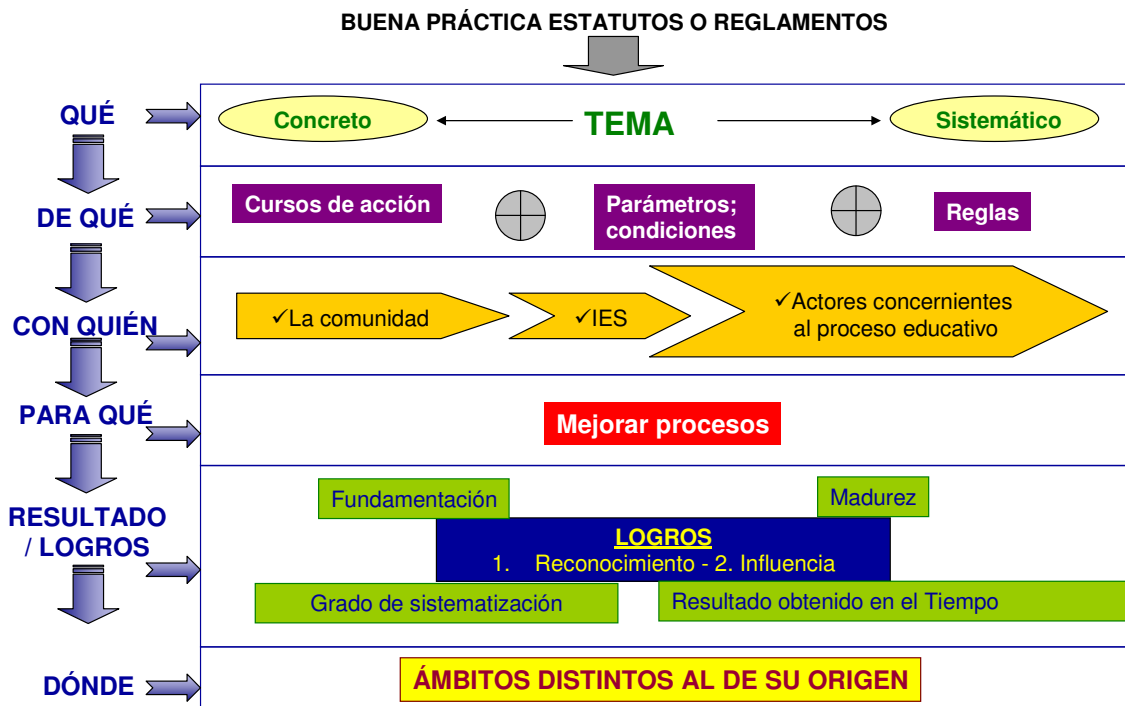 BUENA PRÁCTICA ESTATUTOS O REGLAMENTOS
QUÉ
Concreto
TEMA
Sistemático
DE QUÉ
Cursos de acción
Parámetros;
condiciones
Reglas
CON QUIÉN
✓La comunidad
✓IES
✓Actores concernientes
al proceso educativo
PARA QUÉ
Mejorar procesos
RESULTADO
/ LOGROS
Fundamentación
Madurez
LOGROS
1. Reconocimiento - 2. Influencia
Grado de sistematización
Resultado obtenido en el Tiempo
DÓNDE
ÁMBITOS DISTINTOS AL DE SU ORIGEN